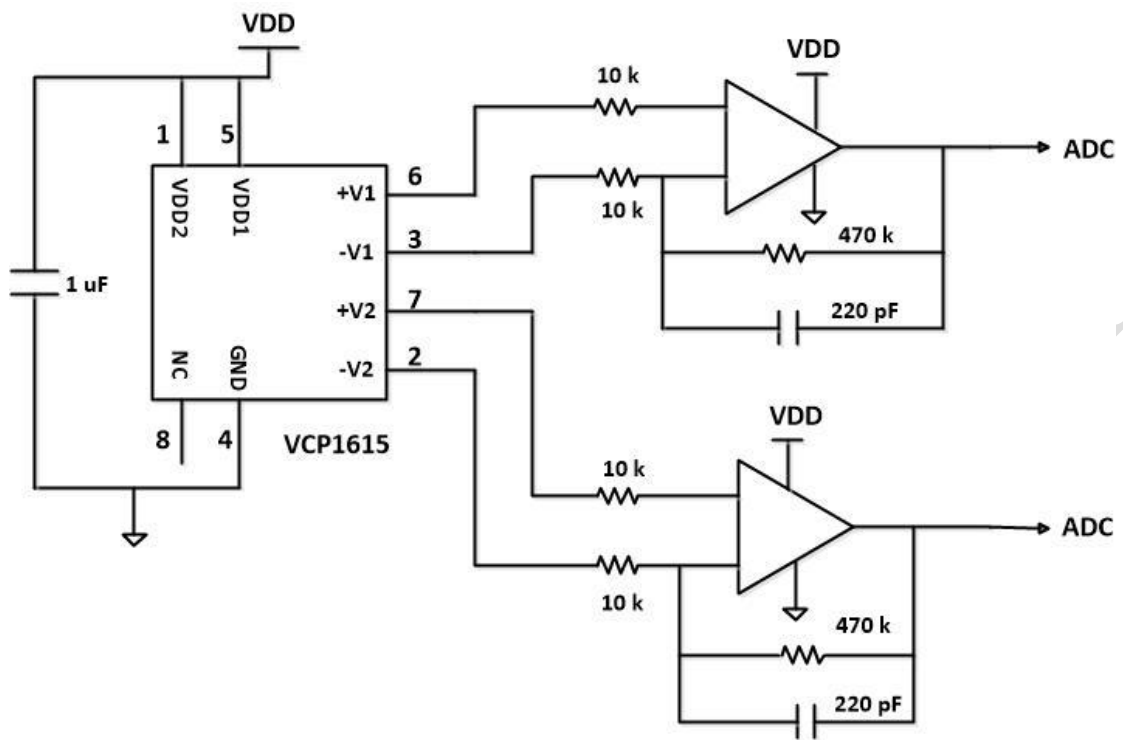 VDD
1
5
VDD2
VDD1
+V1
6
-V1
3
+V2
7
-V2
2
NC
GND
8
4
VCP1615
1 uF
10 k
10 k
VDD
ADC
470 k
220 pF
10 k
10 k
VDD
ADC
470 k
220 pF